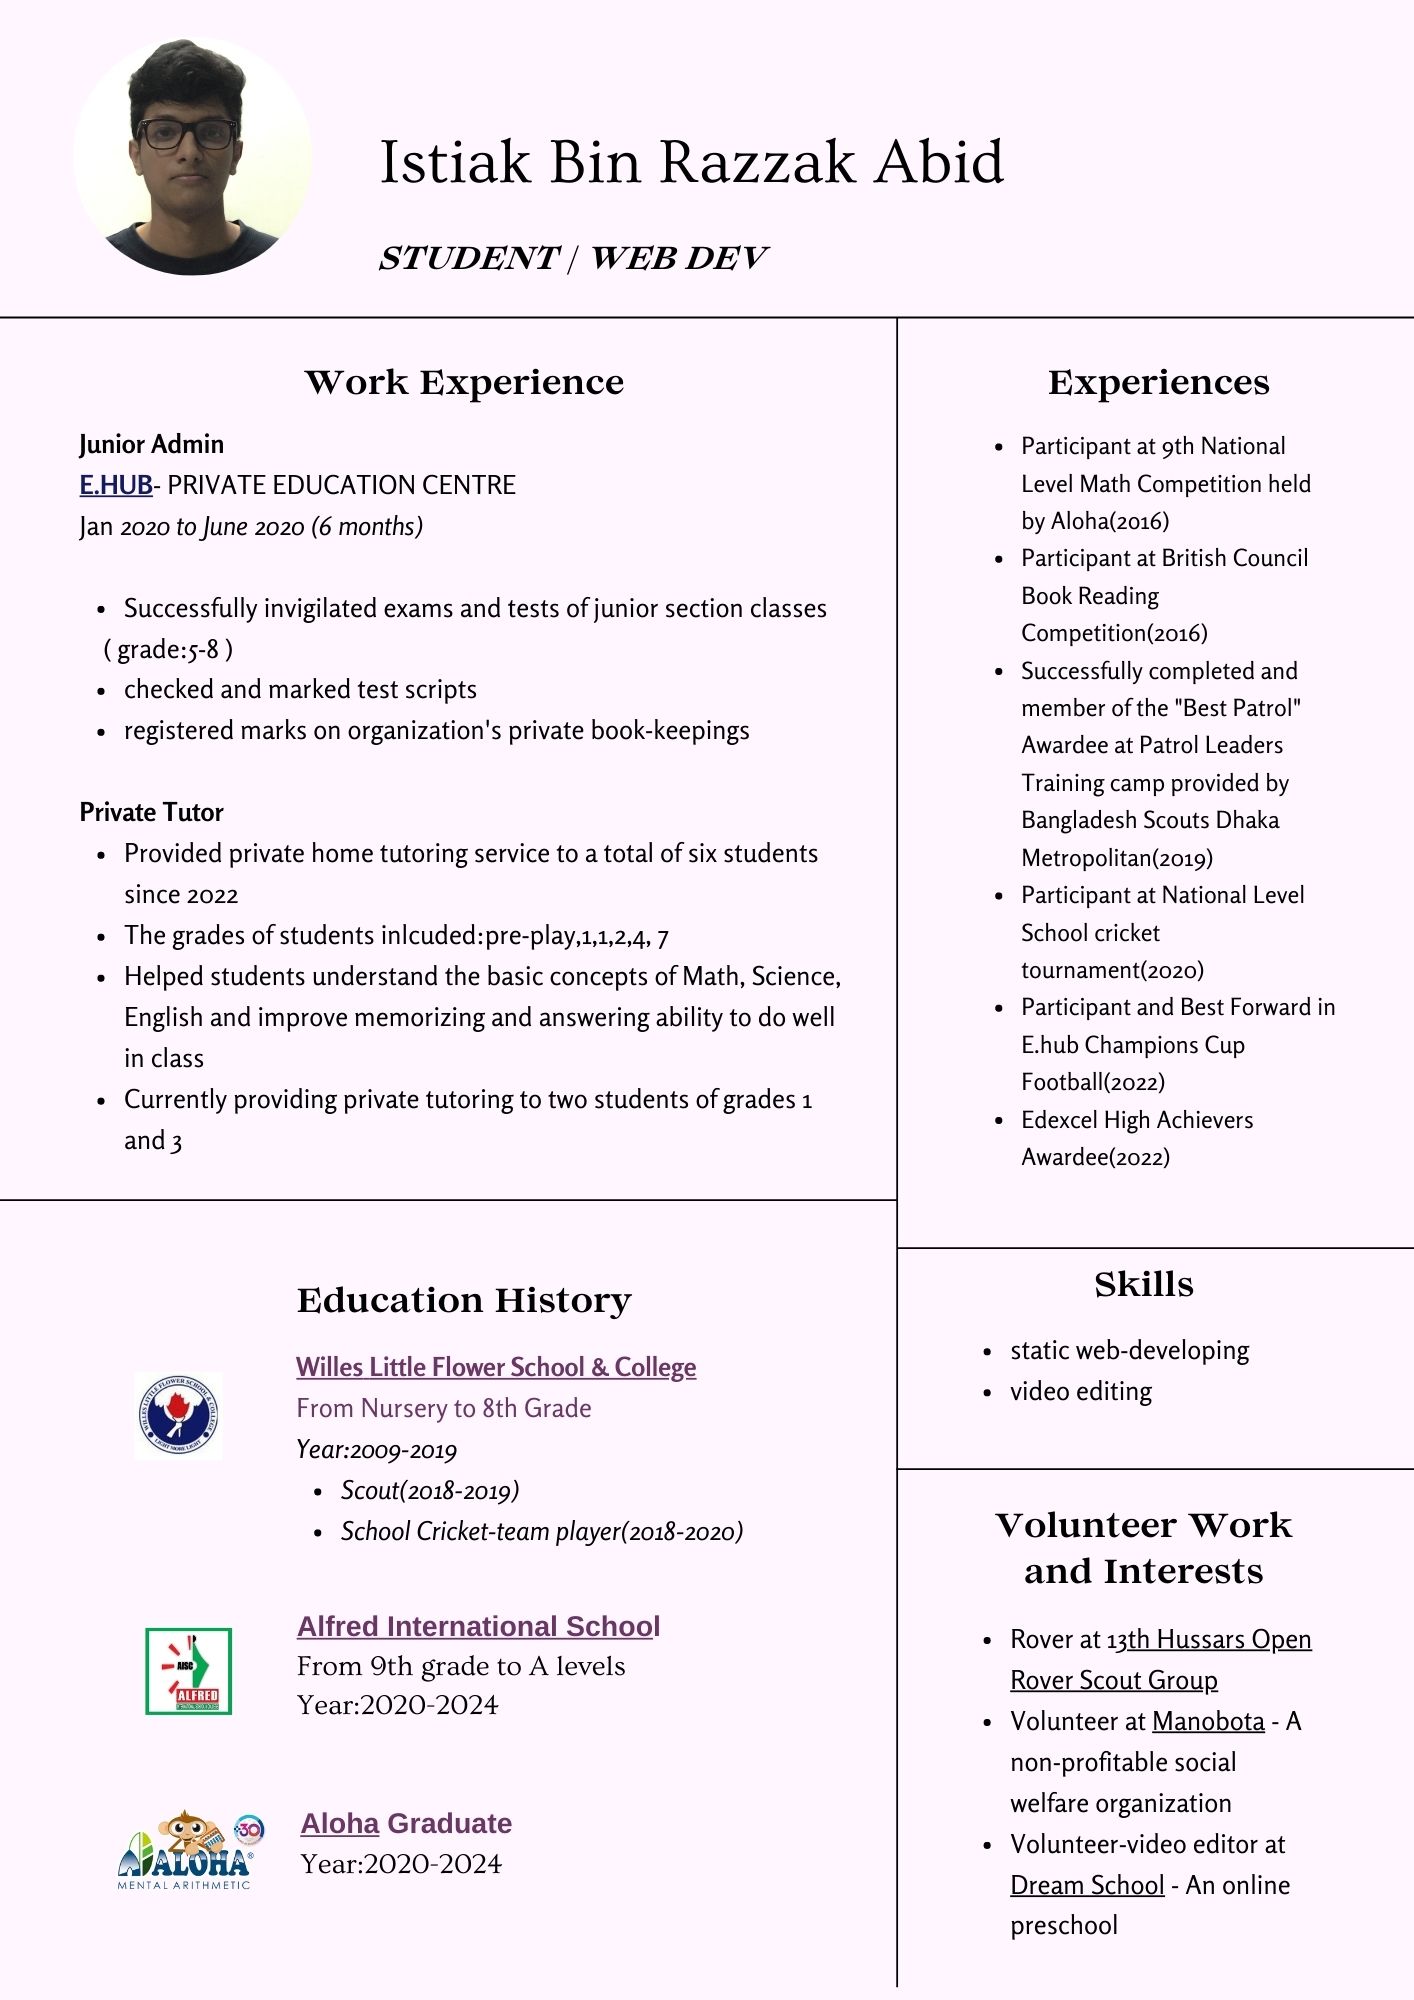 Istiak Bin Razzak Abid
STUDENT / WEB DEV
Work Experience
Junior Admin
E.HUB- PRIVATE EDUCATION CENTRE
Jan 2020 to June 2020 (6 months)
• Successfully invigilated exams and tests of junior section classes
( grade:5-8 )
• checked and marked test scripts
• registered marks on organization's private book-keepings
Private Tutor
• Provided private home tutoring service to a total of six students
since 2022
• The grades of students inlcuded:pre-play,1,1,2,4, 7
• Helped students understand the basic concepts of Math, Science,
English and improve memorizing and answering ability to do well
in class
• Currently providing private tutoring to two students of grades 1
and 3
Education History
WILLES LITTLE FLOWER SCHOOL & COLLEGE
LIGHT MORE LIGHT
Willes Little Flower School & College
From Nursery to 8th Grade
Year:2009-2019
• Scout(2018-2019)
• School Cricket-team player(2018-2020)
AISC
ALFRED
Alfred International School
From 9th grade to A levels
Year:2020-2024
30
ALOHA®
MENTAL ARITHMETIC
Aloha Graduate
Year:2020-2024
Experiences
• Participant at 9th National
Level Math Competition held
by Aloha(2016)
• Participant at British Council
Book Reading
Competition(2016)
• Successfully completed and
member of the "Best Patrol"
Awardee at Patrol Leaders
Training camp provided by
Bangladesh Scouts Dhaka
Metropolitan(2019)
• Participant at National Level
School cricket
tournament(2020)
• Participant and Best Forward in
E.hub Champions Cup
Football(2022)
• Edexcel High Achievers
Awardee(2022)
Skills
• static web-developing
• video editing
Volunteer Work
and Interests
• Rover at 13th Hussars Open
Rover Scout Group
• Volunteer at Manobota - A
non-profitable social
welfare organization
• Volunteer-video editor at
Dream School - An online
preschool